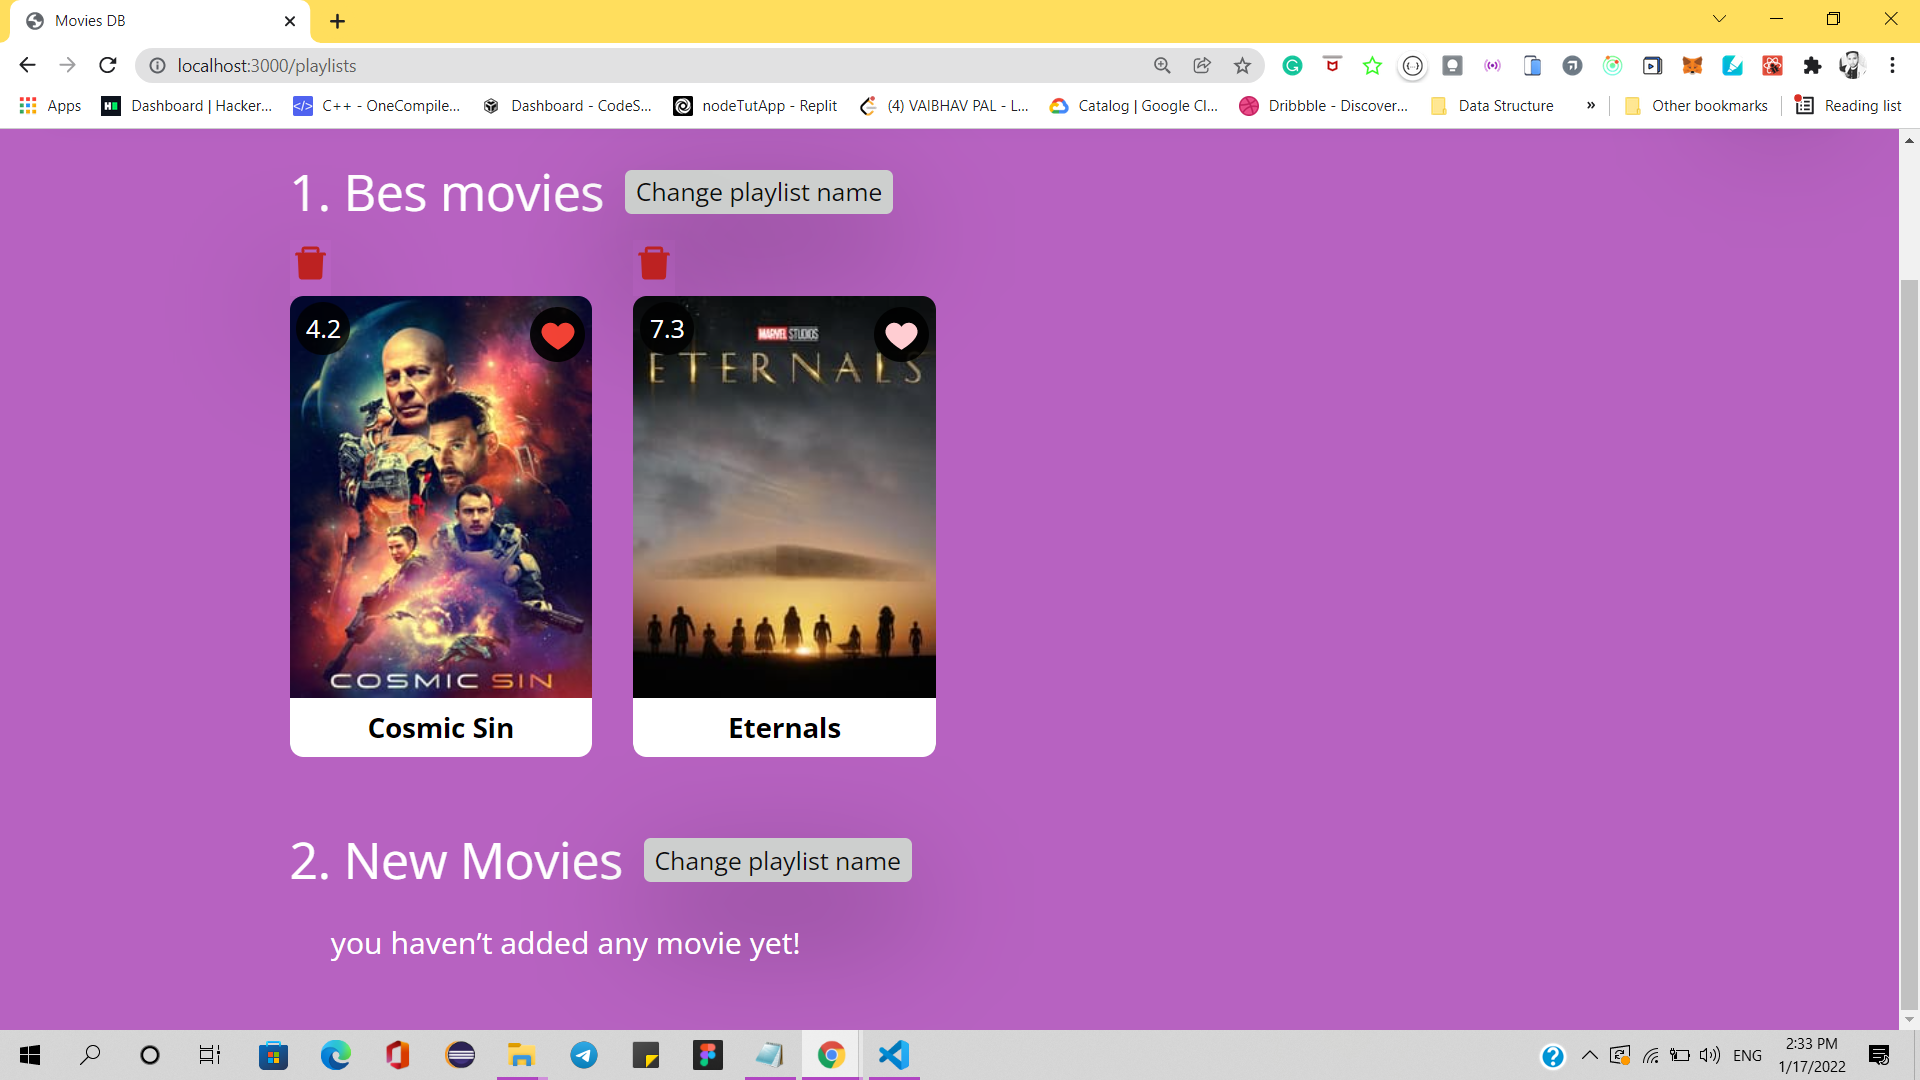 Movies DB
localhost:3000/playlists
Apps
Dashboard | Hacker...
C++ - OneCompile...
Dashboard - CodeS...
nodeTutApp - Replit
(4) VAIBHAV PAL - L...
Catalog | Google Cl...
Dribbble - Discover...
Data Structure
»
Other bookmarks
Reading list
1. Bes movies
Change playlist name
4.2
MARVEL STUDIOS
ETERNALS
7.3
COSMIC SIN
Cosmic Sin
Eternals
2. New Movies
Change playlist name
you haven’t added any movie yet!
ENG
2:33 PM
1/17/2022